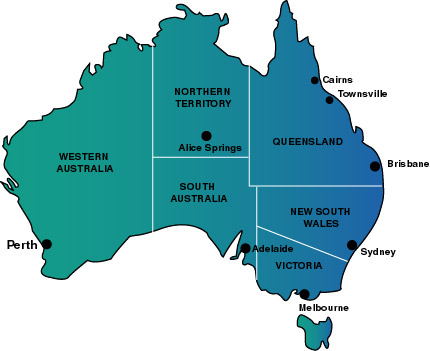 Cairns
Townsville
NORTHERN
TERRITORY
QUEENSLAND
Alice Springs
WESTERN
AUSTRALIA
Brisbane
SOUTH
AUSTRALIA
NEW SOUTH
WALES
Perth
Adelaide
Sydney
VICTORIA
Melbourne